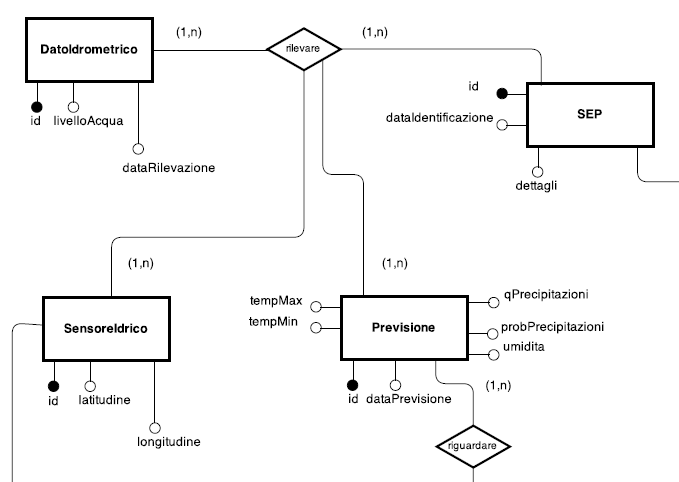 (1,n)
rilevare
(1,n)
DatoIdrometrico
id
livelloAcqua
dataRilevazione
id
dataIdentificazione
SEP
dettagli
(1,n)
(1,n)
SensoreIdrico
id
latitudine
longitudine
tempMax
tempMin
Previsione
qPrecipitazioni
probPrecipitazioni
umidita
id
dataPrevisione
(1,n)
riguardare